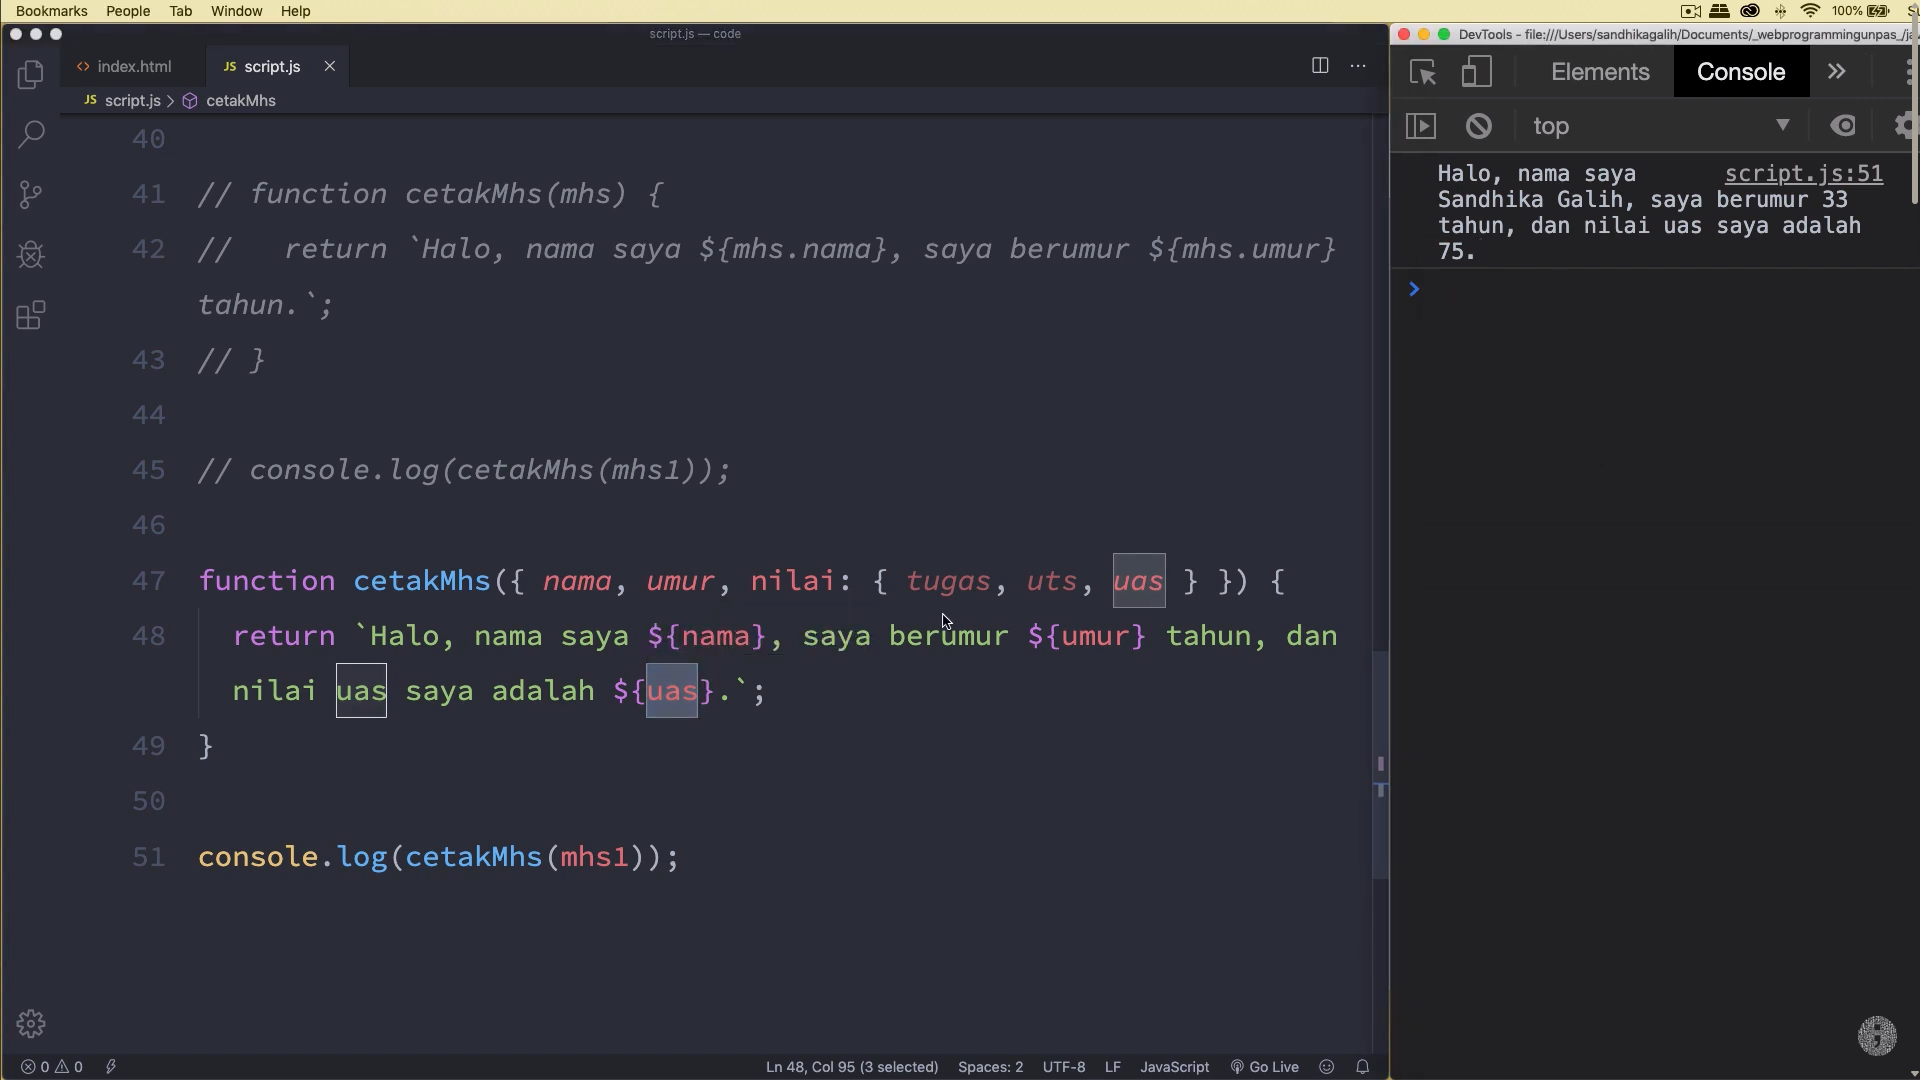 Bookmarks People Tab Window Help 100%
script.js — code
index.html JS script.js
JS script.js > cetakMhs
40
41 // function cetakMhs(mhs) {
42 //   return `Halo, nama saya ${mhs.nama}, saya berumur ${mhs.umur}
tahun.`;
43 // }
44
45 // console.log(cetakMhs(mhs1));
46
47 function cetakMhs({ nama, umur, nilai: { tugas, uts, uas } }) {
48   return `Halo, nama saya ${nama}, saya berumur ${umur} tahun, dan
nilai uas saya adalah ${uas}.`;
49 }
50
51 console.log(cetakMhs(mhs1));
0 0 Ln 48, Col 95 (3 selected) Spaces: 2 UTF-8 LF JavaScript Go Live
DevTools - file:///Users/sandhikagalih/Documents/_webprogrammingunpas_/ja
Elements Console
top
Halo, nama saya script.js:51
Sandhika Galih, saya berumur 33
tahun, dan nilai uas saya adalah
75.